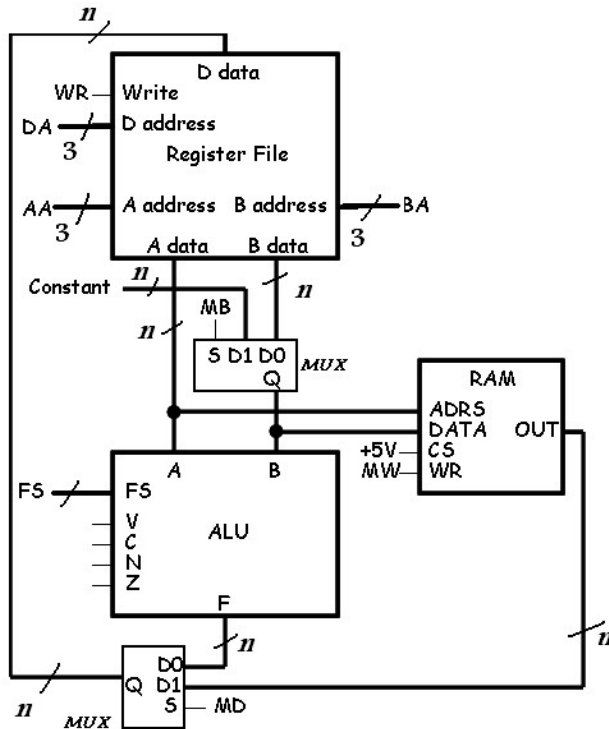 n
D data
WR Write
DA 3 D address
Register File
AA 3 A address B address 3 BA
A data B data
n
Constant
n
n
MB
S D1 D0 MUX
Q
RAM
ADRS
DATA OUT
+5V CS
MW WR
A B
FS FS
V
C
N
Z
ALU
F
n
n
D0
Q D1
S MD
n
MUX